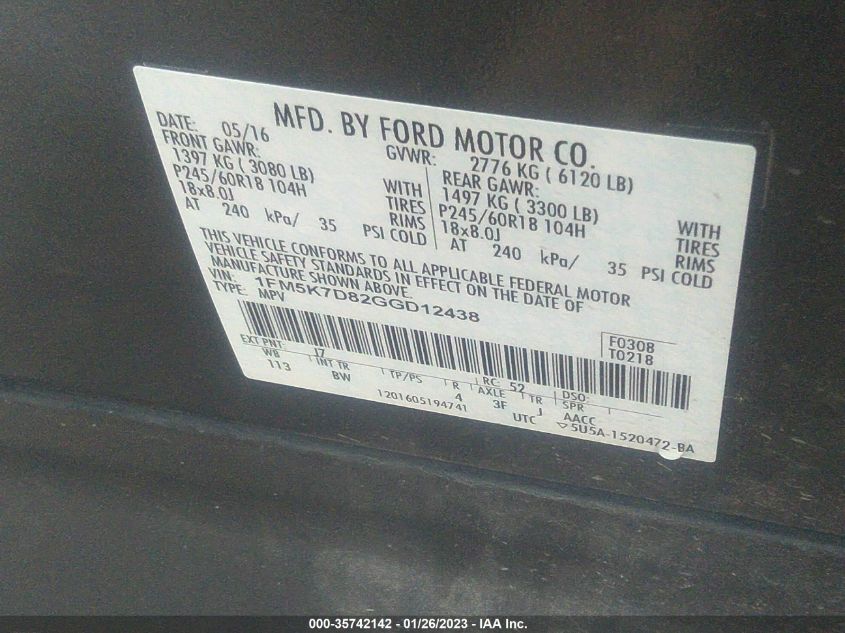 MFD. BY FORD MOTOR CO.
DATE: 05/16 GVWR: 2776 KG ( 6120 LB)
FRONT GAWR: REAR GAWR:
1397 KG ( 3080 LB) WITH 1497 KG ( 3300 LB) WITH
P245/60R18 104H TIRES P245/60R18 104H TIRES
18x8.0J RIMS 18x8.0J RIMS
AT 240 kPa/ 35 PSI COLD AT 240 kPa/ 35 PSI COLD
THIS VEHICLE CONFORMS TO ALL APPLICABLE FEDERAL MOTOR
VEHICLE SAFETY STANDARDS IN EFFECT ON THE DATE OF
MANUFACTURE SHOWN ABOVE.
VIN: 1FM5K7D82GGD12438
TYPE: MPV
F0308
T0218
EXT PNT: J7 RC: 52 DSO:
WB INT TR TP/PS R AXLE TR SPR
113 BW 4 3F J AACC
1201605194741 UTC ▽5U5A-1520472-BA
000-35742142 - 01/26/2023 - IAA Inc.